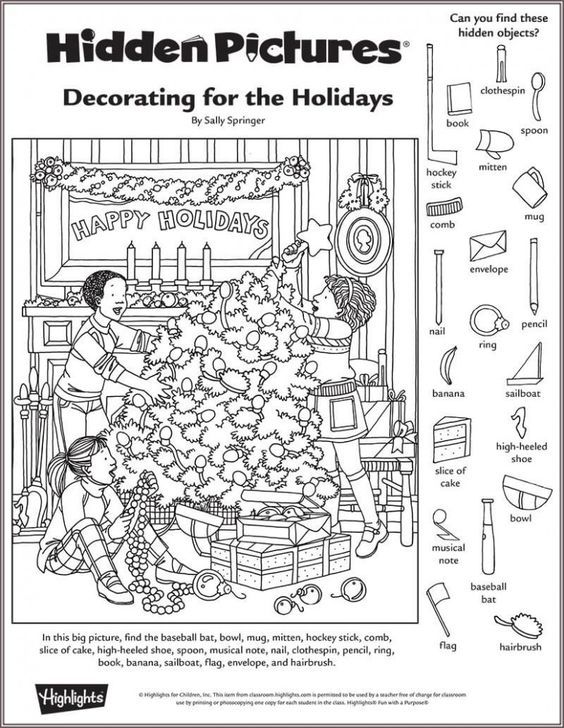 Hidden Pictures®
Decorating for the Holidays
By Sally Springer
HAPPY HOLIDAYS
Can you find these
hidden objects?
clothespin
book
spoon
mitten
hockey
stick
mug
comb
envelope
nail
pencil
ring
banana
sailboat
high-heeled
shoe
slice of
cake
bowl
musical
note
baseball
bat
flag
hairbrush
In this big picture, find the baseball bat, bowl, mug, mitten, hockey stick, comb,
slice of cake, high-heeled shoe, spoon, musical note, nail, clothespin, pencil, ring,
book, banana, sailboat, flag, envelope, and hairbrush.
Highlights
© Highlights for Children, Inc. This item from classroom.highlights.com is permitted to be used by a teacher free of charge for classroom
use by printing or photocopying one copy for each student in the class. Highlights® Fun with a Purpose®